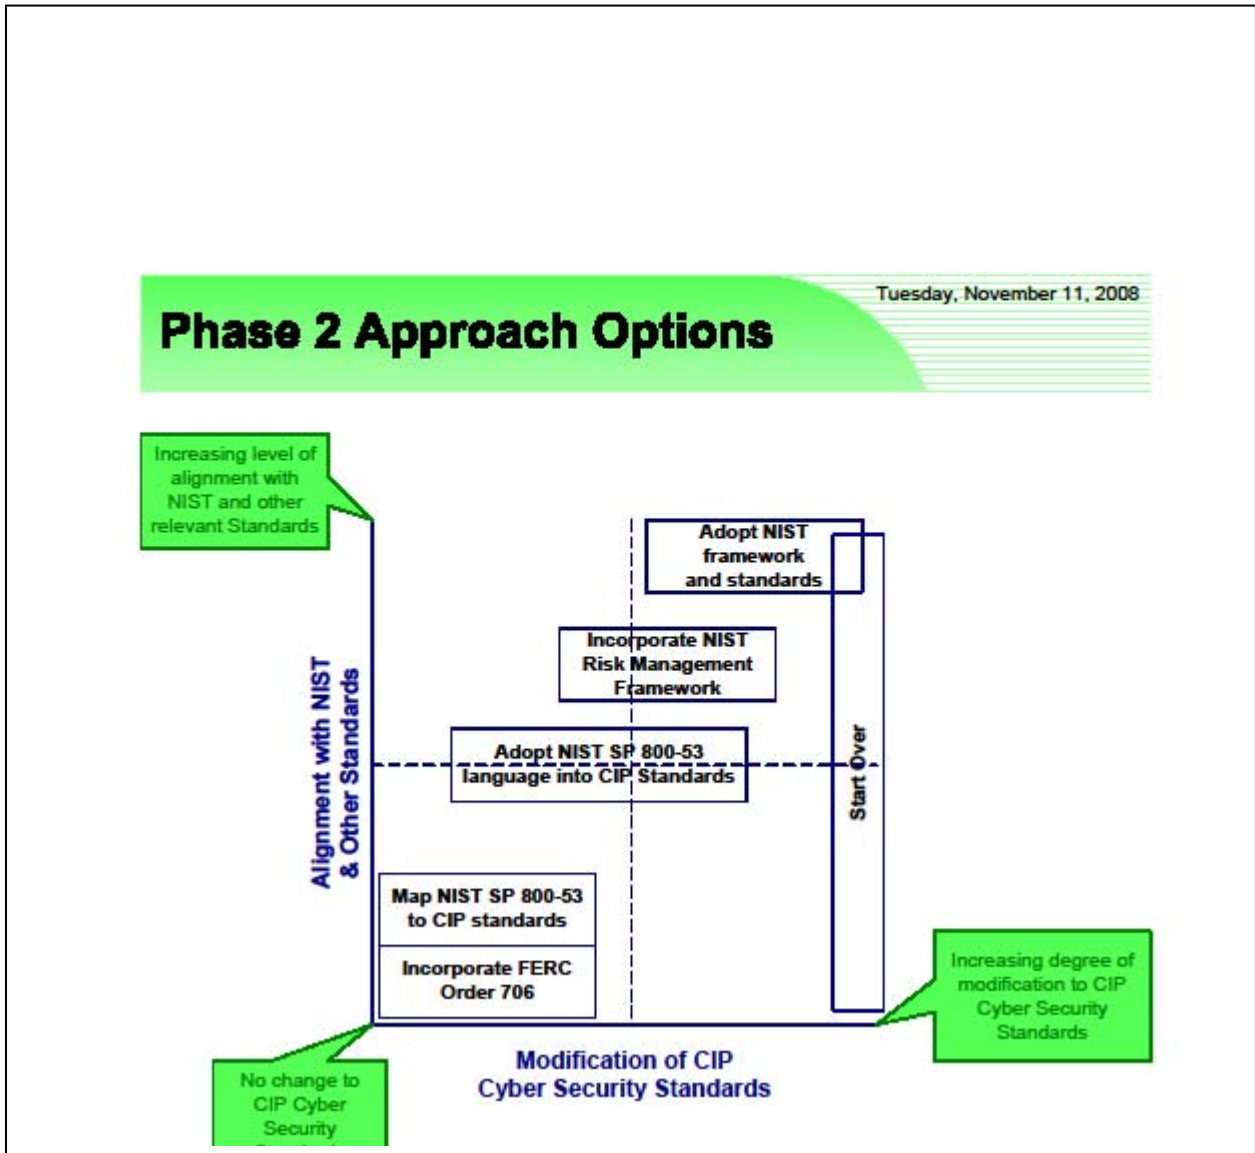 Tuesday, November 11, 2008
Phase 2 Approach Options
Increasing level of
alignment with
NIST and other
relevant Standards
Adopt NIST
framework
and standards
Incorporate NIST
Risk Management
Framework
Alignment with NIST
& Other Standards
Adopt NIST SP 800-53
language into CIP Standards
Start Over
Map NIST SP 800-53
to CIP standards
Incorporate FERC
Order 706
Increasing degree of
modification to CIP
Cyber Security
Standards
Modification of CIP
Cyber Security Standards
No change to
CIP Cyber
Security